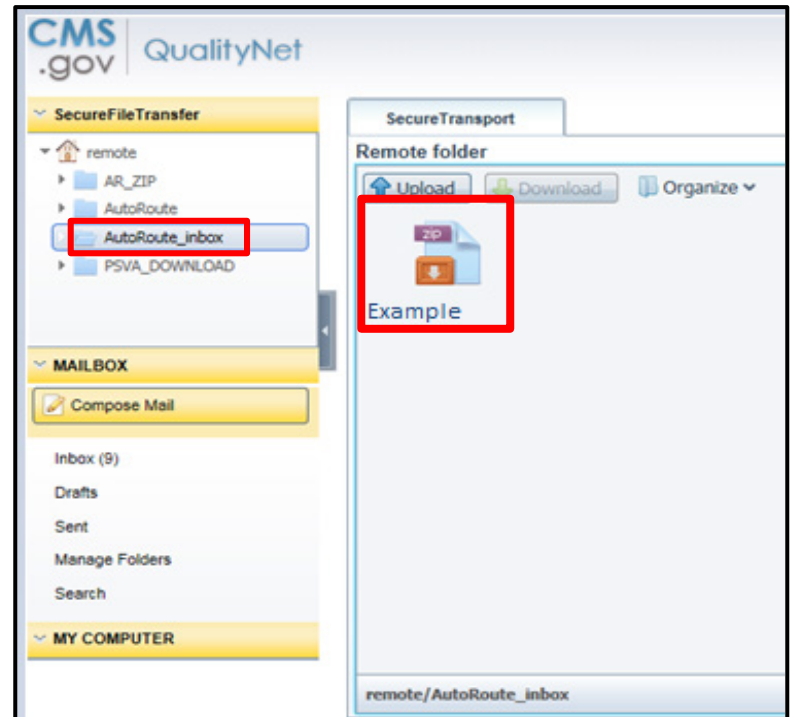 CMS
.gov
QualityNet
SecureFileTransfer
remote
AR_ZIP
AutoRoute
AutoRoute_inbox
PSVA_DOWNLOAD
MAILBOX
Compose Mail
Inbox (9)
Drafts
Sent
Manage Folders
Search
MY COMPUTER
SecureTransport
Remote folder
Upload Download Organize
ZIP
Example
remote/AutoRoute_inbox